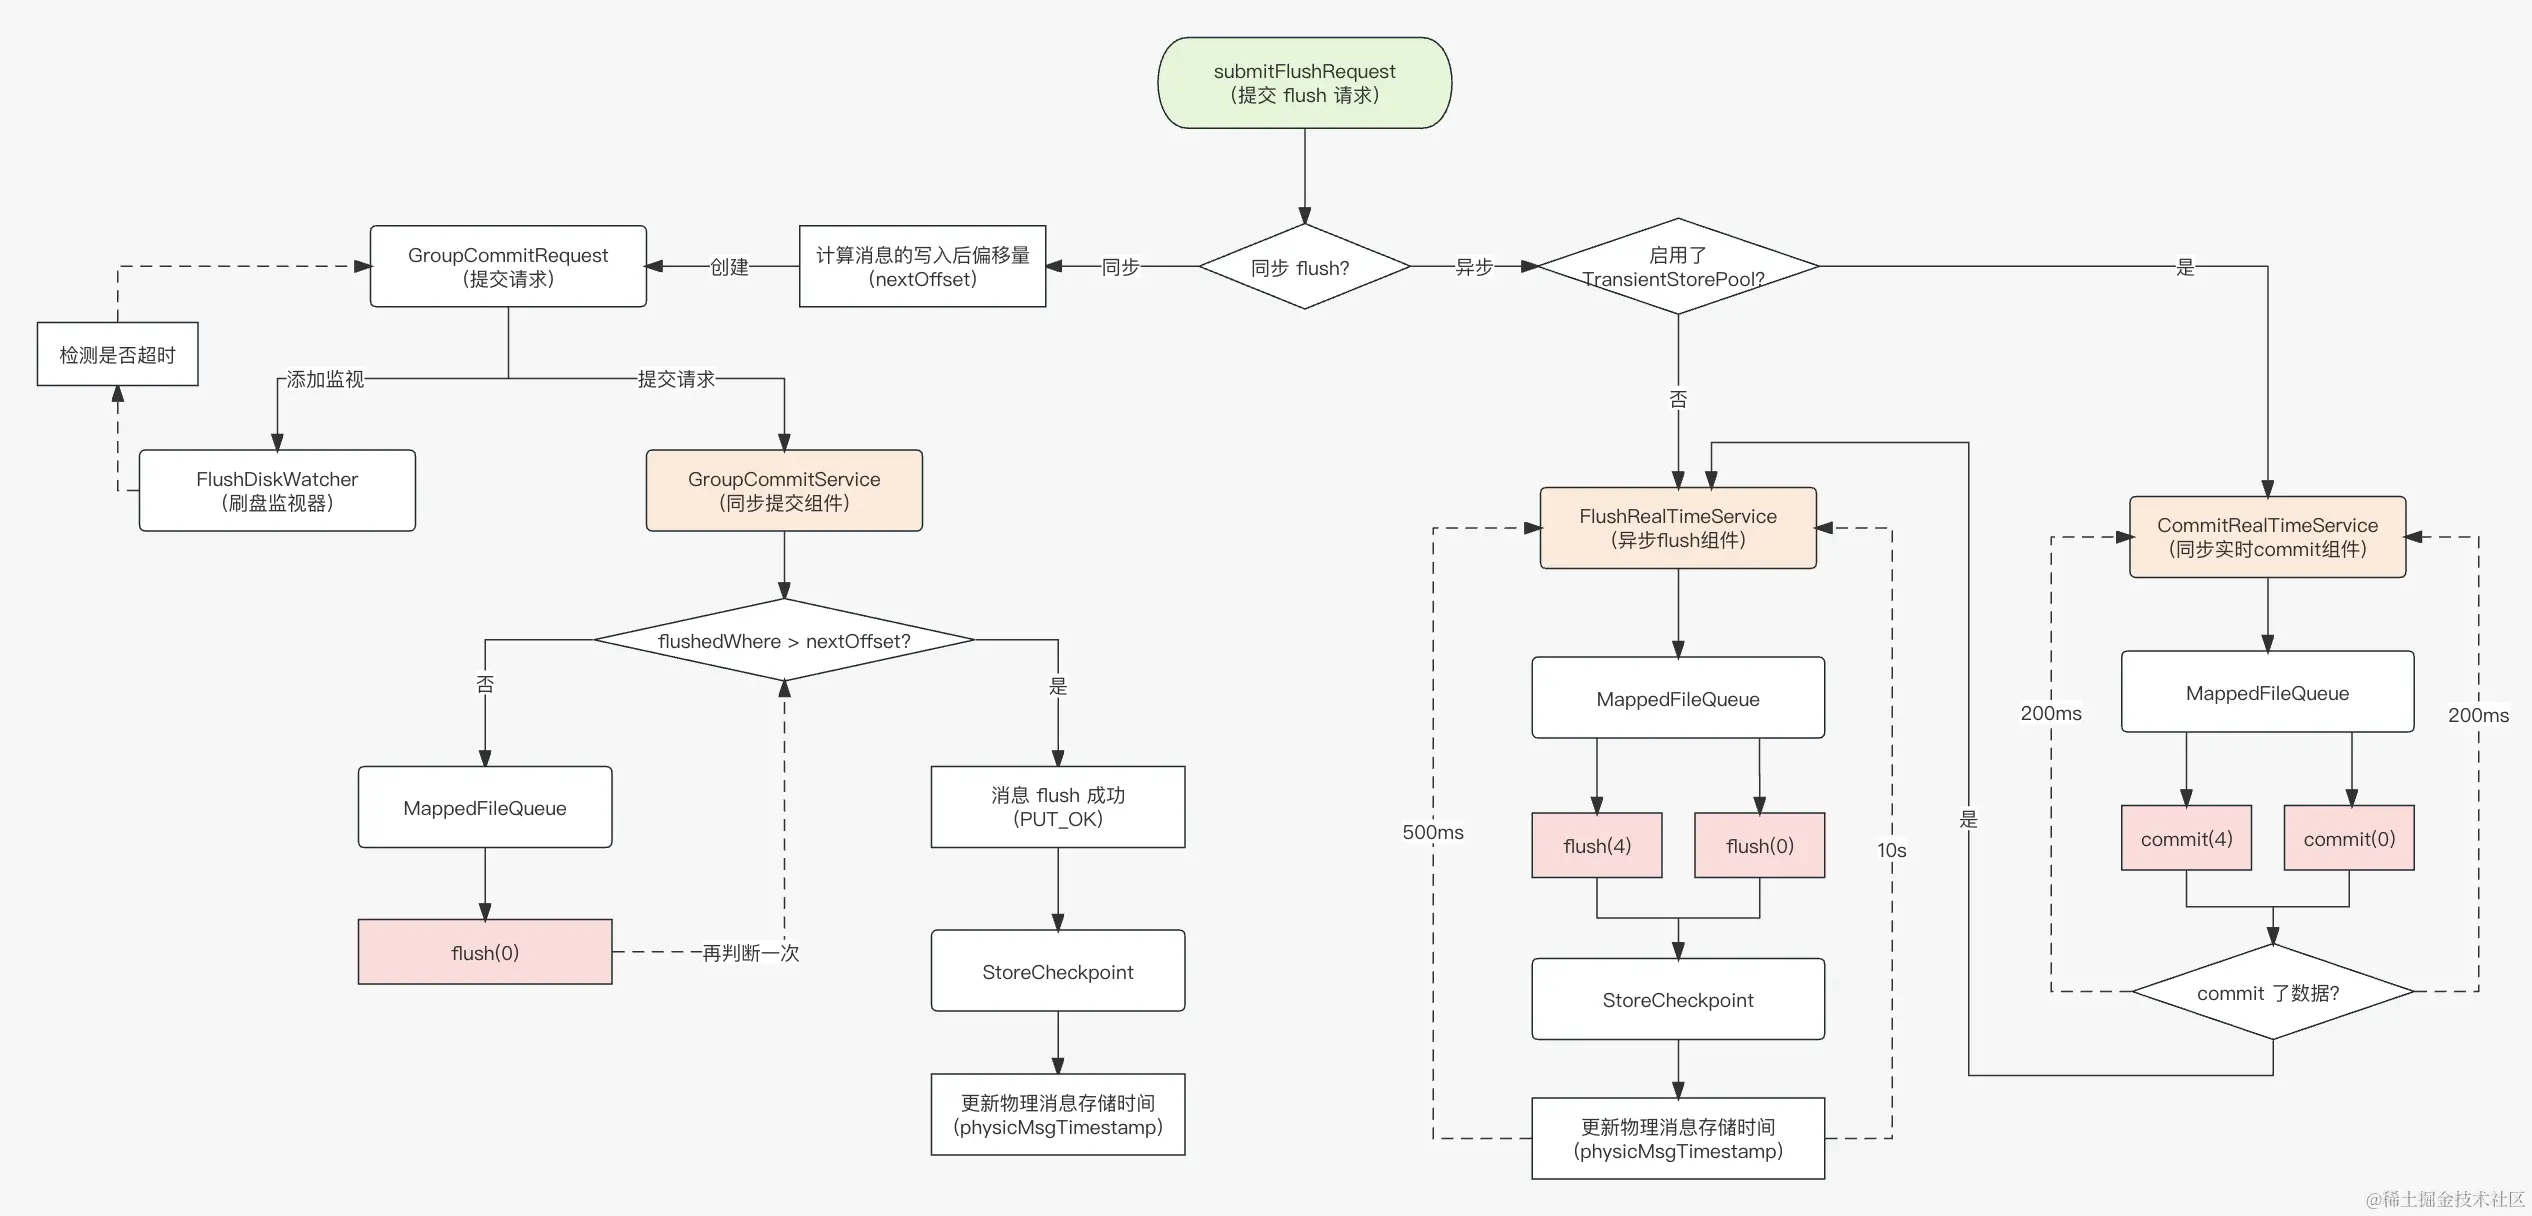 submitFlushRequest
（提交 flush 请求）
GroupCommitRequest
（提交请求）
创建
计算消息的写入后偏移量
（nextOffset）
同步
同步 flush?
异步
启用了
TransientStorePool?
是
检测是否超时
添加监视
提交请求
否
FlushDiskWatcher
（刷盘监视器）
GroupCommitService
（同步提交组件）
FlushRealTimeService
（异步flush组件）
CommitRealTimeService
（同步实时commit组件）
flushedWhere > nextOffset?
否
是
MappedFileQueue
MappedFileQueue
200ms
200ms
MappedFileQueue
消息 flush 成功
（PUT_OK）
500ms
flush(4)
flush(0)
10s
是
commit(4)
commit(0)
flush(0)
再判断一次
StoreCheckpoint
StoreCheckpoint
commit 了数据?
更新物理消息存储时间
（physicMsgTimestamp）
更新物理消息存储时间
（physicMsgTimestamp）
@稀土掘金技术社区